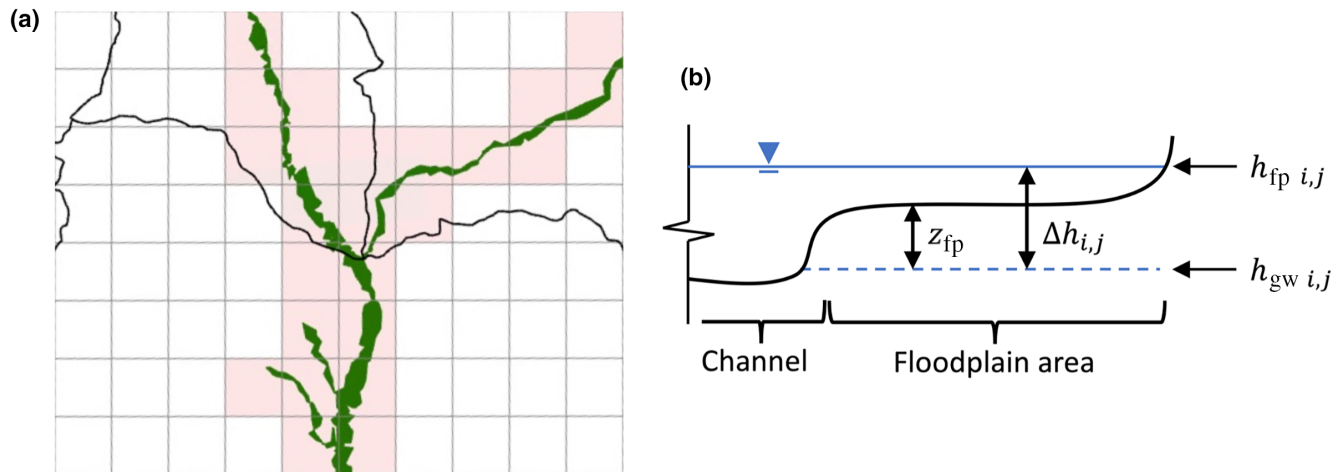 (a)
(b)
h_fp i,j
z_fp
Δh_i,j
h_gw i,j
Channel
Floodplain area